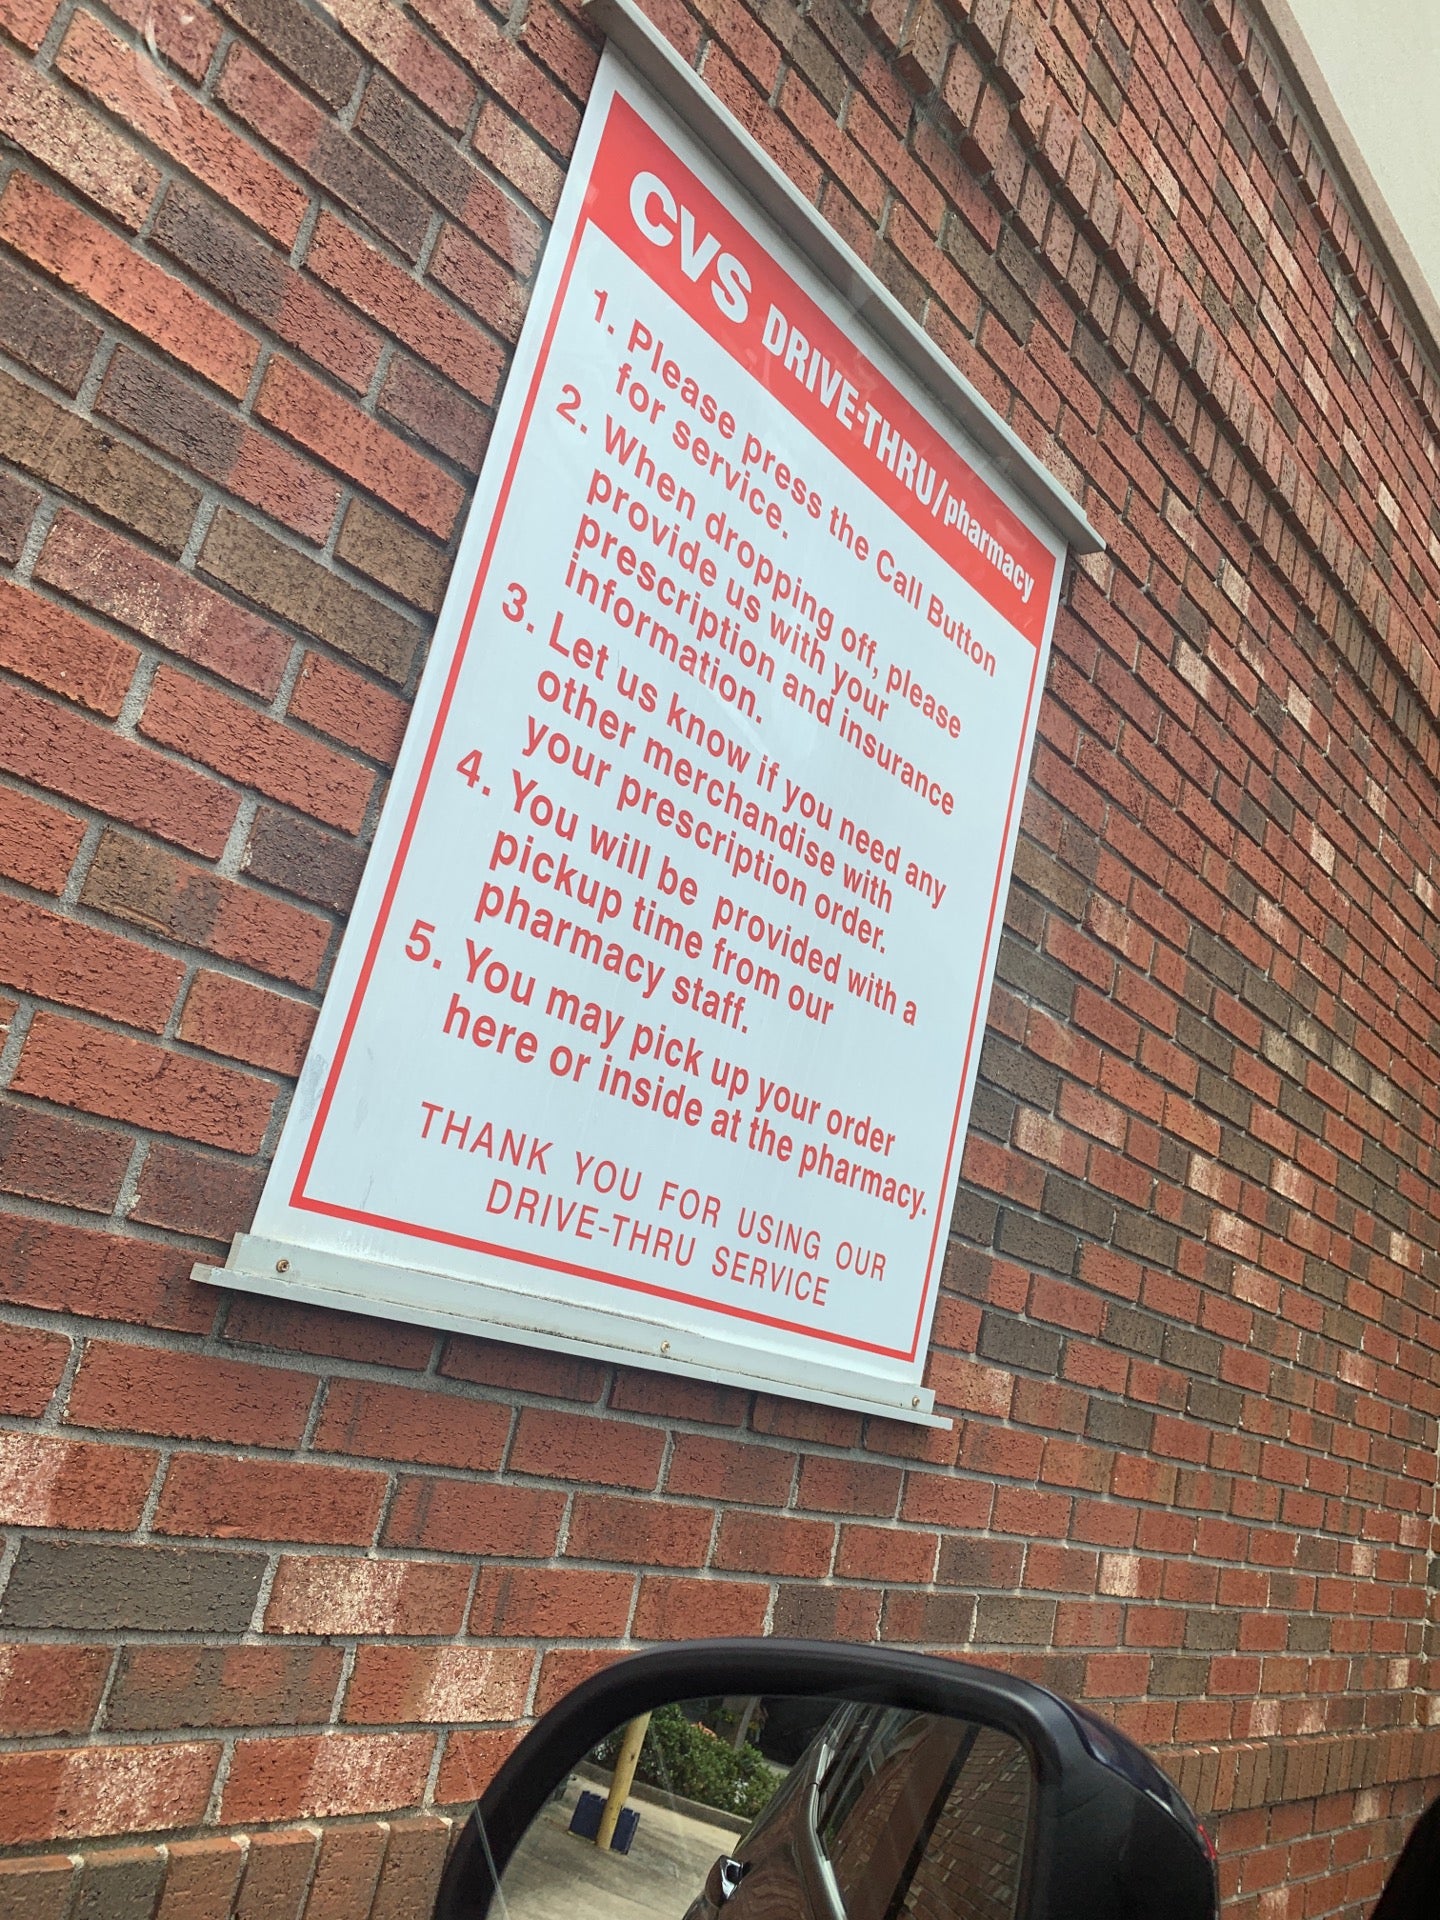 CVS DRIVE-THRU/pharmacy
1. Please press the Call Button
for service.
2. When dropping off, please
provide us with your
prescription and insurance
information.
3. Let us know if you need any
other merchandise with
your prescription order.
4. You will be provided with a
pickup time from our
pharmacy staff.
5. You may pick up your order
here or inside at the pharmacy.
THANK YOU FOR USING OUR
DRIVE-THRU SERVICE